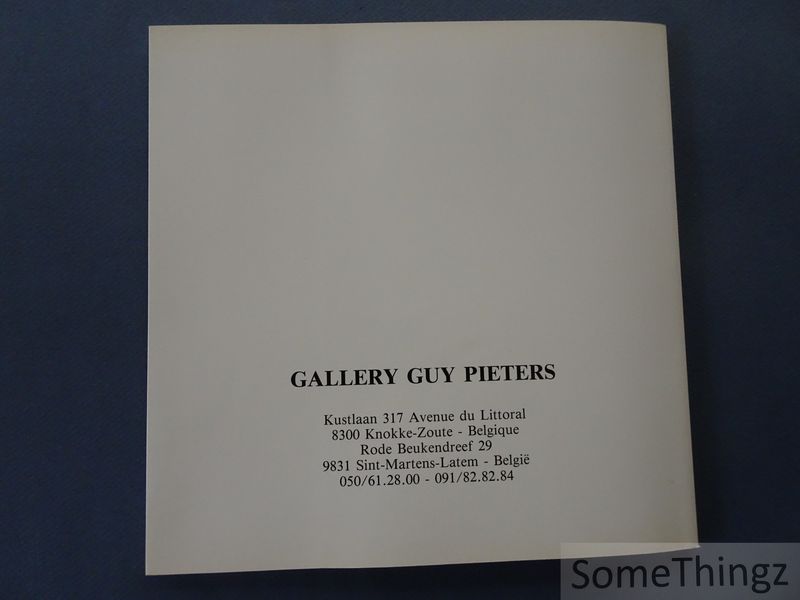 GALLERY GUY PIETERS
Kustlaan 317 Avenue du Littoral
8300 Knokke-Zoute - Belgique
Rode Beukendreef 29
9831 Sint-Martens-Latem - België
050/61.28.00 - 091/82.82.84
SomeThingz